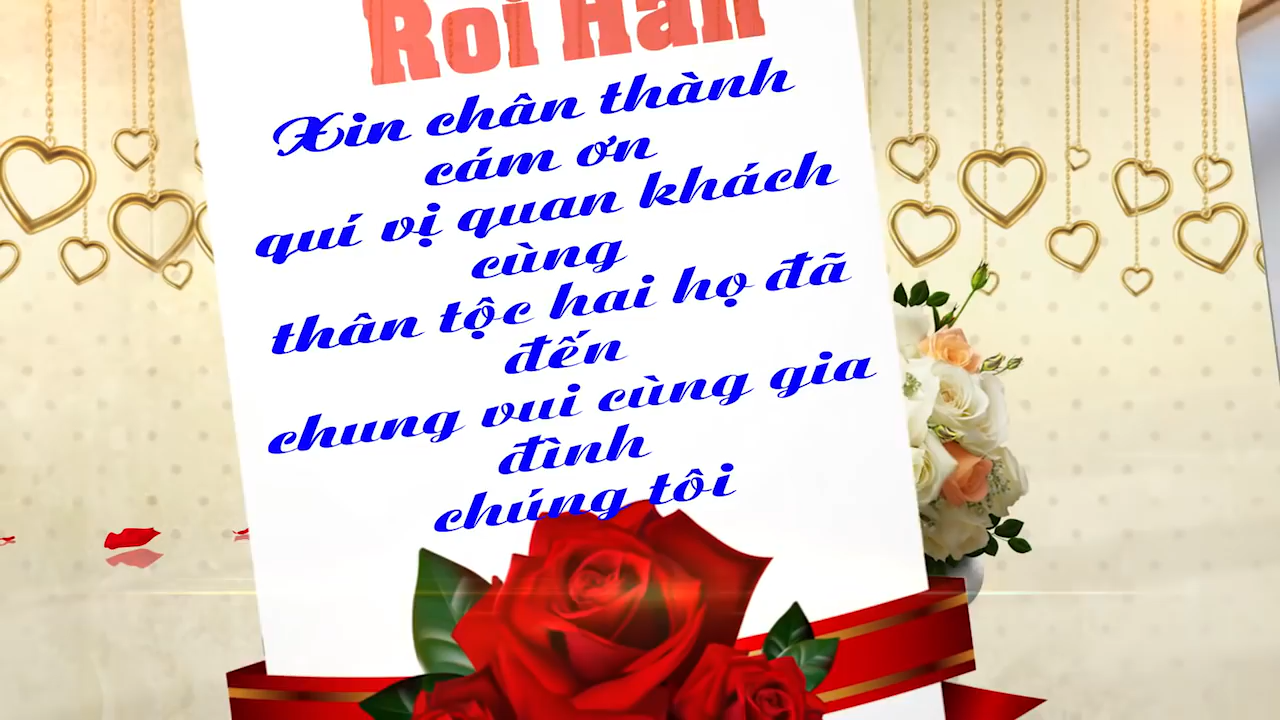 Roi Han
Xin chân thành
cám ơn
quí vị quan khách
cùng
thân tộc hai họ đã
đến
chung vui cùng gia
đình
chúng tôi